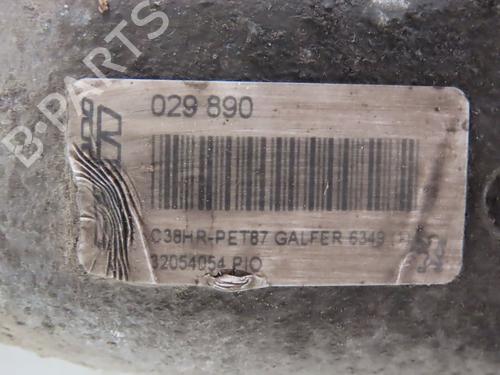 B-PARTS
029 890
C38HR-PET87 GALFER 6349
32054054 PIO